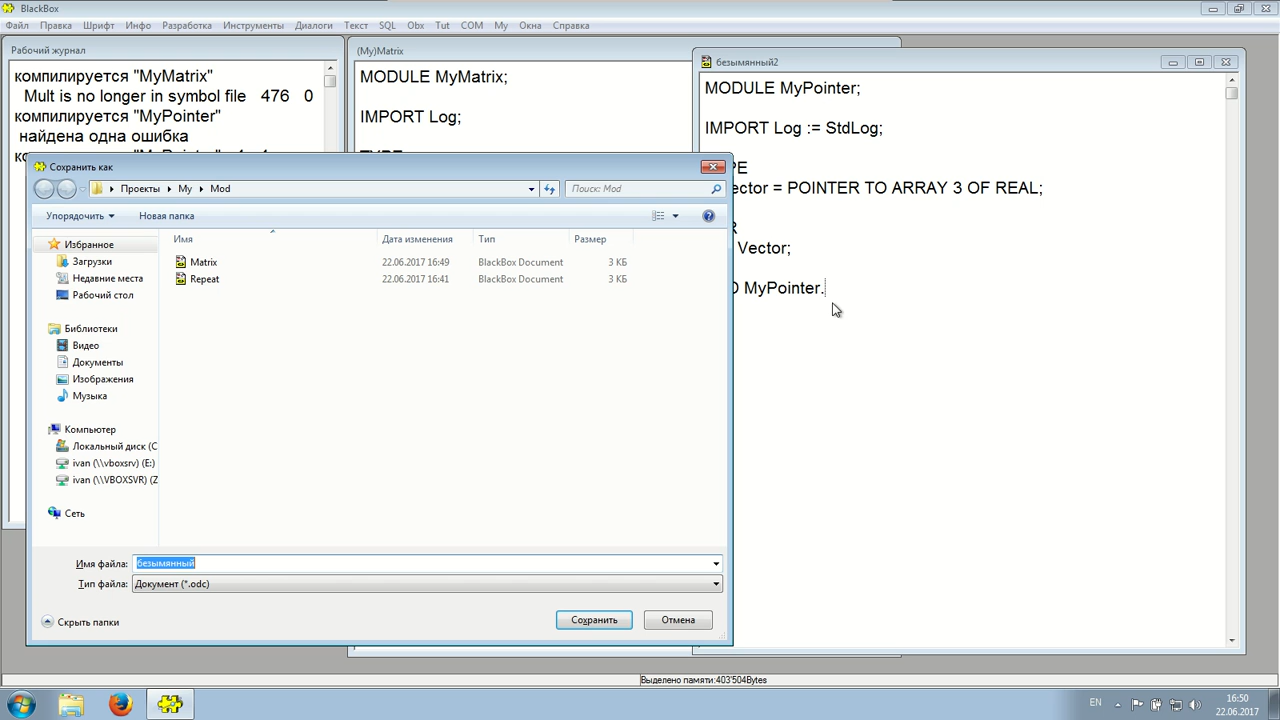 BlackBox
Файл Правка Шрифт Инфо Разработка Инструменты Диалоги Текст SQL Obx Tut COM My Окна Справка
Рабочий журнал
компилируется "MyMatrix"
Mult is no longer in symbol file 476 0
компилируется "MyPointer"
найдена одна ошибка
(My)Matrix
MODULE MyMatrix;
IMPORT Log;
безымянный2
MODULE MyPointer;
IMPORT Log := StdLog;
PE
ector = POINTER TO ARRAY 3 OF REAL;
R
Vector;
D MyPointer.
Сохранить как
Проекты My Mod
Поиск: Mod
Упорядочить Новая папка
Избранное
Загрузки
Недавние места
Рабочий стол
Библиотеки
Видео
Документы
Изображения
Музыка
Компьютер
Локальный диск (C
ivan (\\vboxsrv) (E:)
ivan (\\VBOXSVR) (Z
Сеть
Имя Дата изменения Тип Размер
Matrix 22.06.2017 16:49 BlackBox Document 3 КБ
Repeat 22.06.2017 16:41 BlackBox Document 3 КБ
Имя файла: безымянный
Тип файла: Документ (*.odc)
Скрыть папки Сохранить Отмена
Выделено памяти:403'504Bytes
EN 16:50
22.06.2017